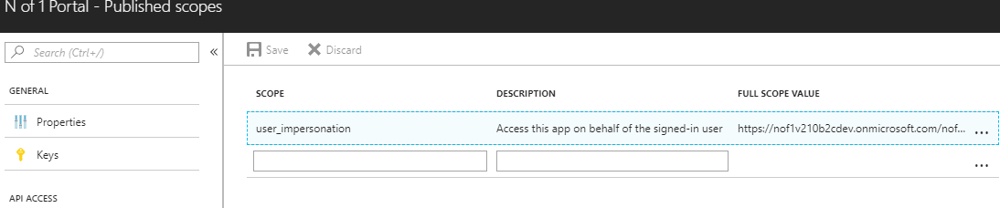 N of 1 Portal - Published scopes
Search (Ctrl+/)
«
Save
Discard
GENERAL
Properties
Keys
API ACCESS
SCOPE DESCRIPTION FULL SCOPE VALUE
user_impersonation Access this app on behalf of the signed-in user https://nof1v210b2cdev.onmicrosoft.com/nof... ...
...